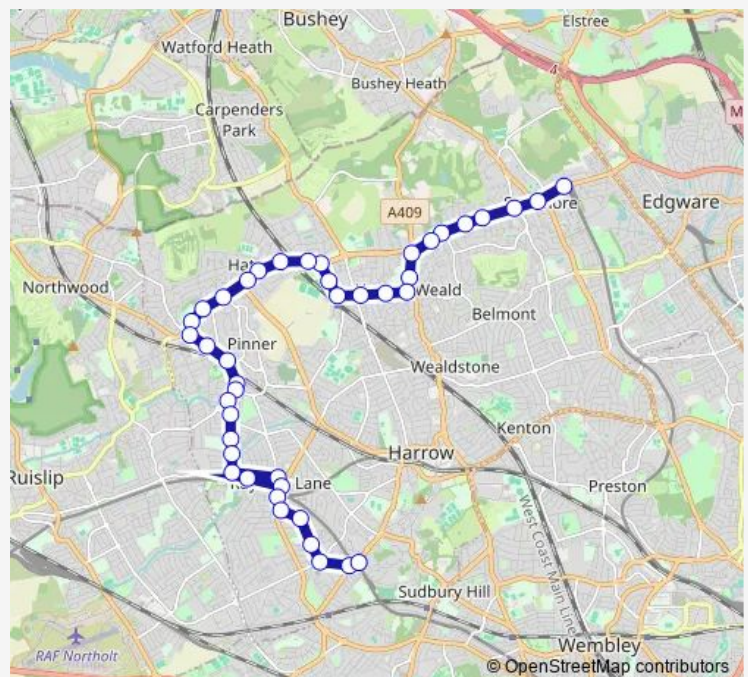 Bushey
Elstree
Watford Heath
4
Bushey Heath
Carpenders
Park
M
A409
Edgware
Northwood
Weald
Belmont
Pinner
Wealdstone
Kenton
Harrow
Ruislip
Lane
Preston
West Coast Main Line
Sudbury Hill
RAF Northolt
Wembley
© OpenStreetMap contributors